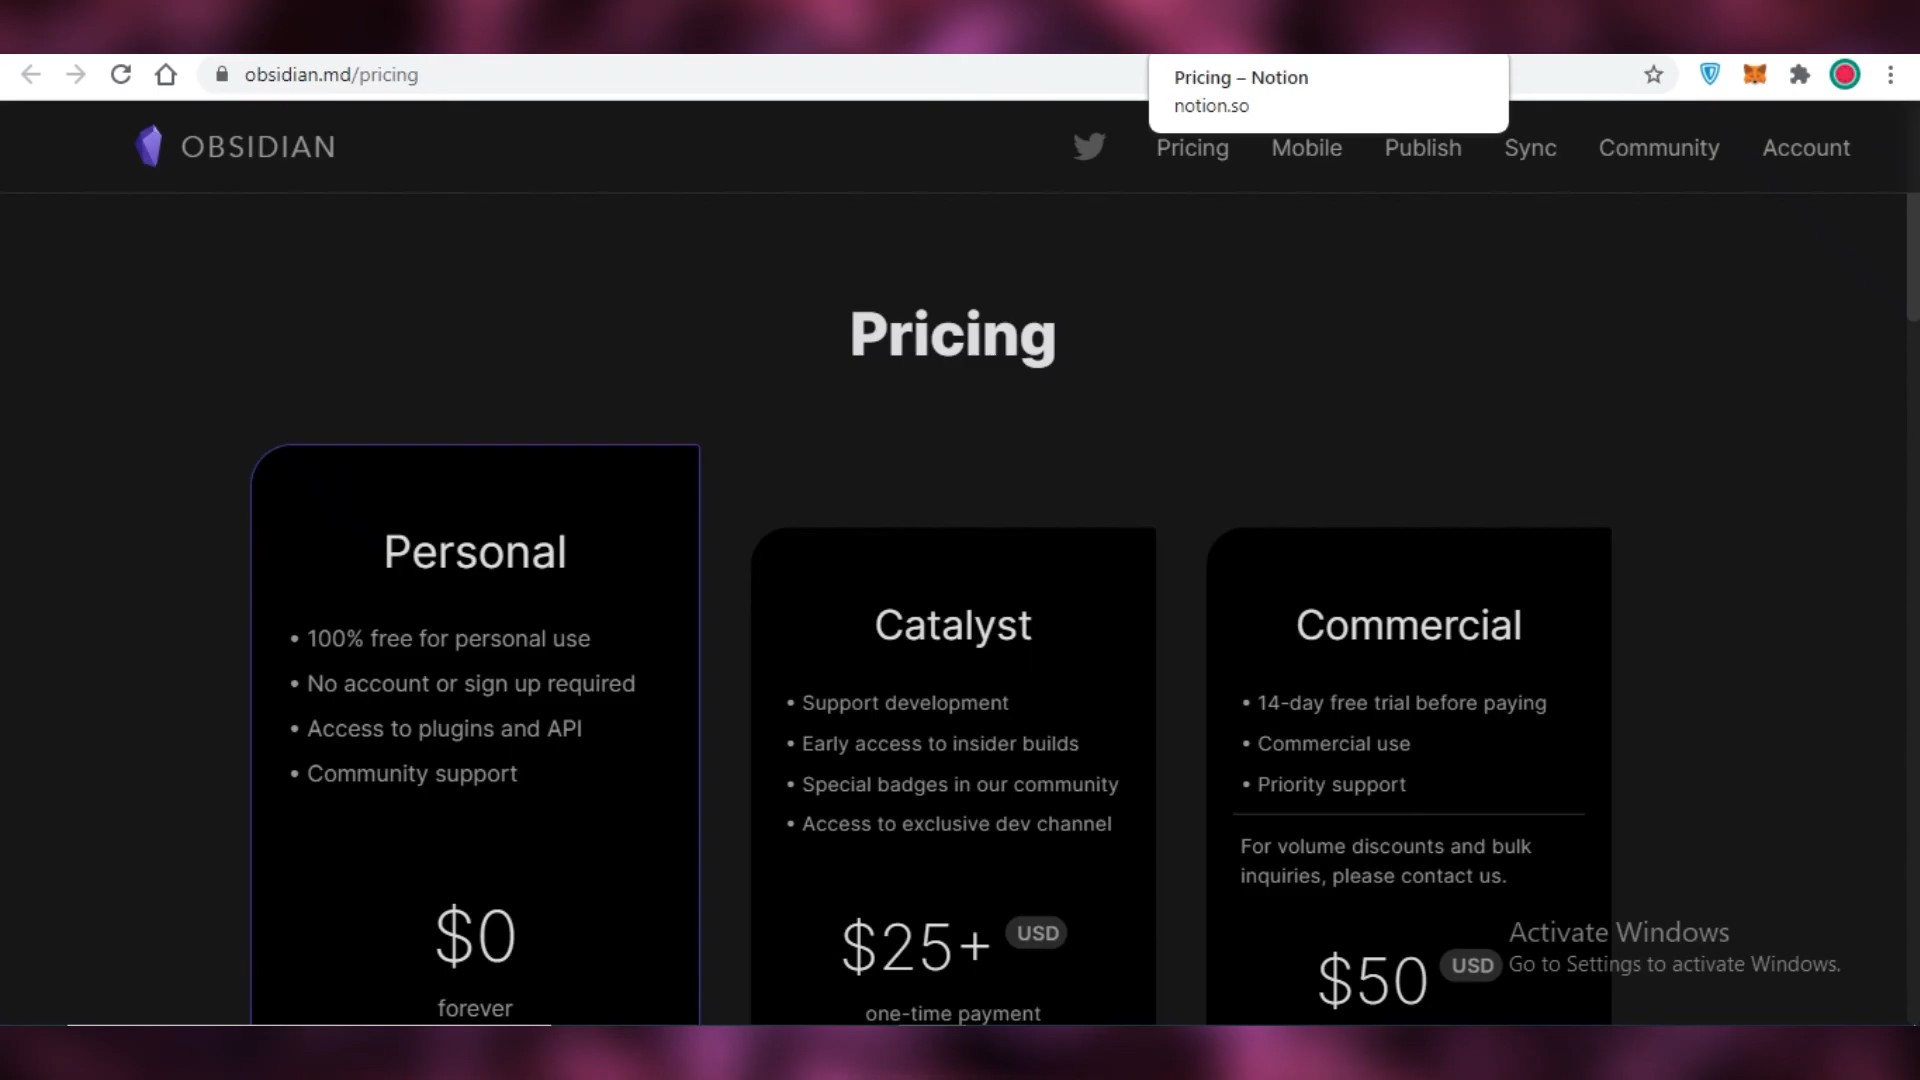 obsidian.md/pricing
Pricing – Notion
notion.so
OBSIDIAN
Pricing
Mobile
Publish
Sync
Community
Account
Pricing
Personal
• 100% free for personal use
• No account or sign up required
• Access to plugins and API
• Community support
$0
forever
Catalyst
• Support development
• Early access to insider builds
• Special badges in our community
• Access to exclusive dev channel
$25+ USD
one-time payment
Commercial
• 14-day free trial before paying
• Commercial use
• Priority support
For volume discounts and bulk
inquiries, please contact us.
$50 USD
Activate Windows
Go to Settings to activate Windows.